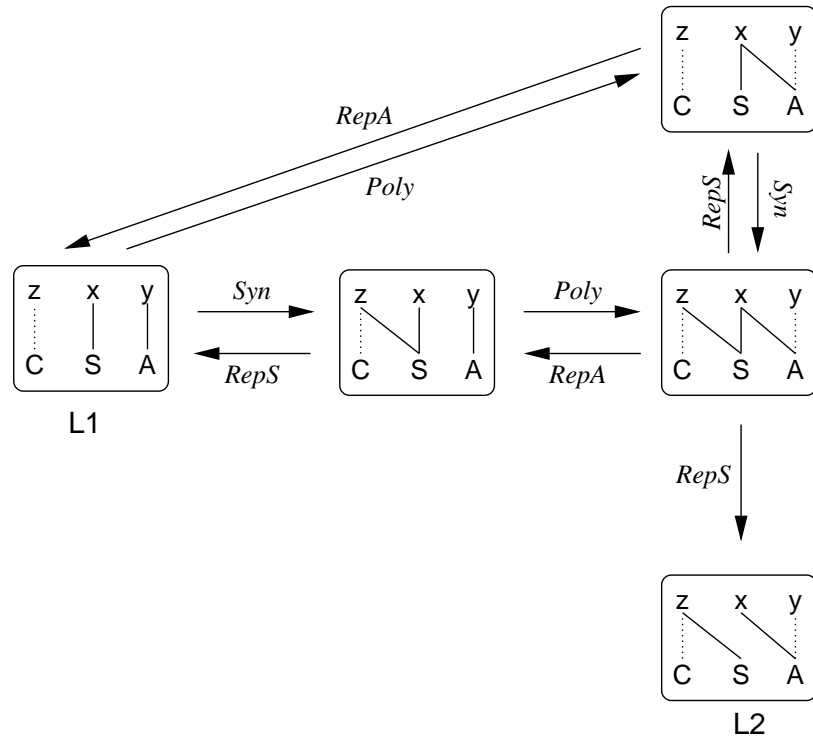 z x y
C S A
RepA
Poly
RepS
Syn
z x y
C S A
L1
Syn
RepS
z x y
C S A
Poly
RepA
z x y
C S A
RepS
z x y
C S A
L2